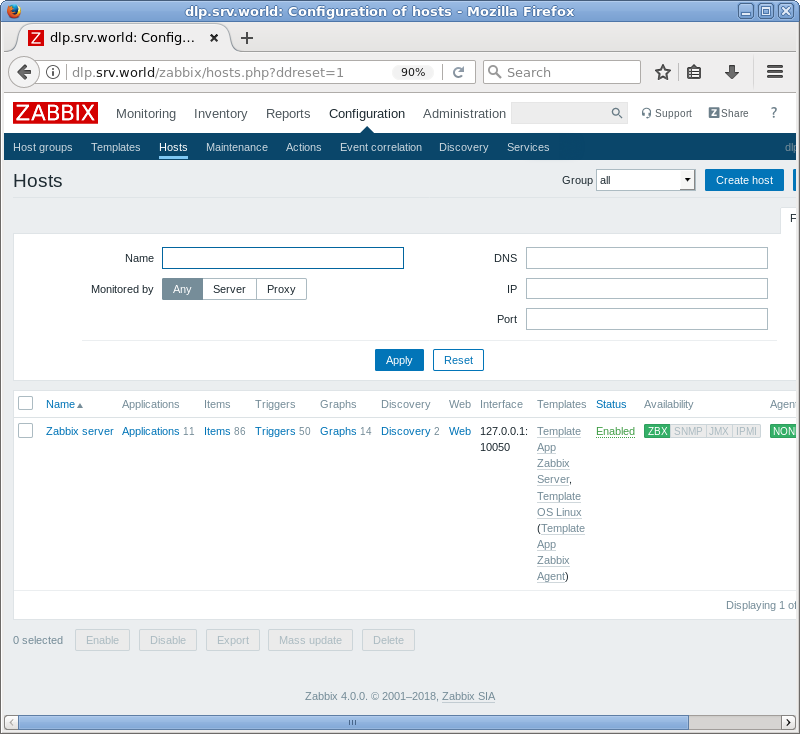 dlp.srv.world: Configuration of hosts - Mozilla Firefox
Z dlp.srv.world: Config...
dlp.srv.world/zabbix/hosts.php?ddreset=1 90% Search
ZABBIX Monitoring Inventory Reports Configuration Administration Support Z Share ?
Host groups Templates Hosts Maintenance Actions Event correlation Discovery Services dlp
Hosts Group all Create host
F
Name DNS
Monitored by Any Server Proxy IP
Port
Apply Reset
Name Applications Items Triggers Graphs Discovery Web Interface Templates Status Availability Agent
Zabbix server Applications 11 Items 86 Triggers 50 Graphs 14 Discovery 2 Web 127.0.0.1: Template Enabled ZBX SNMP JMX IPMI NON
10050 App
Zabbix
Server,
Template
OS Linux
(Template
App
Zabbix
Agent)
Displaying 1 of
0 selected Enable Disable Export Mass update Delete
Zabbix 4.0.0. © 2001–2018, Zabbix SIA